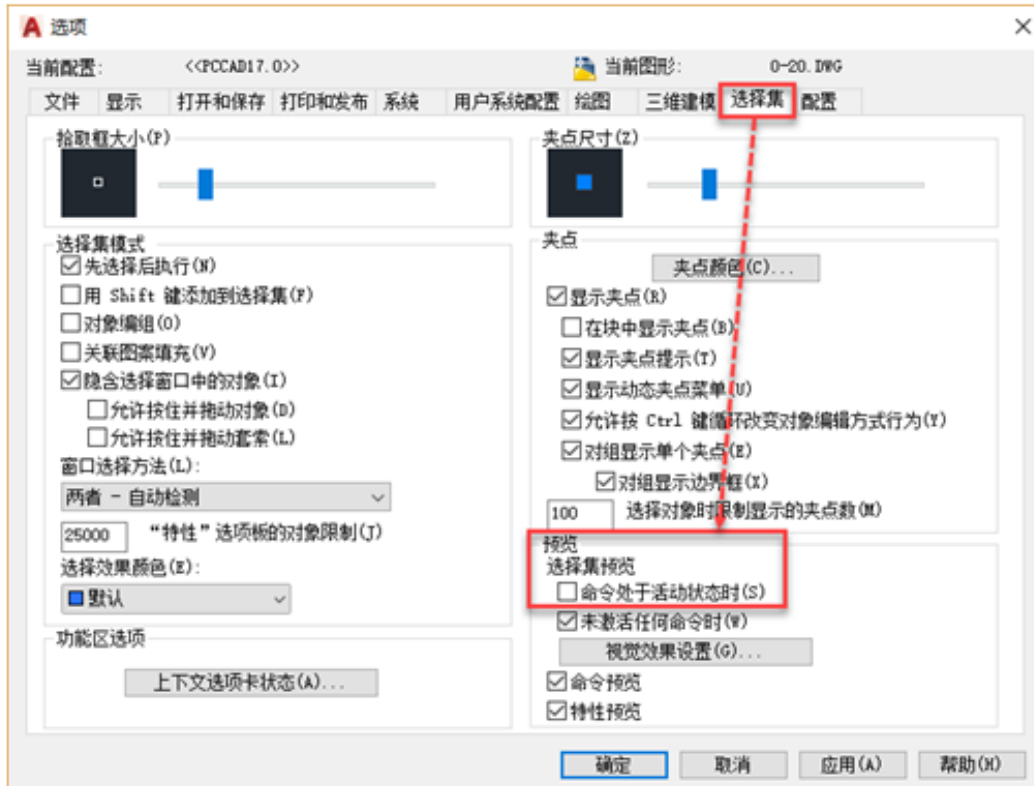 选项
当前配置: <<PCCAD17.0>> 当前图形: 0-20.DWG
文件 显示 打开和保存 打印和发布 系统 用户系统配置 绘图 三维建模 选择集 配置
拾取框大小(P)
选择集模式
先选择后执行(N)
用 Shift 键添加到选择集(F)
对象编组(O)
关联图案填充(V)
隐含选择窗口中的对象(I)
允许按住并拖动对象(D)
允许按住并拖动套索(L)
窗口选择方法(L):
两者 - 自动检测
25000 “特性”选项板的对象限制(J)
选择效果颜色(E):
默认
功能区选项
上下文选项卡状态(A)...
夹点尺寸(Z)
夹点
夹点颜色(C)...
显示夹点(R)
在块中显示夹点(B)
显示夹点提示(T)
显示动态夹点菜单(U)
允许按 Ctrl 键循环改变对象编辑方式行为(Y)
对组显示单个夹点(E)
对组显示边界框(X)
100 选择对象时限制显示的夹点数(M)
预览
选择集预览
命令处于活动状态时(S)
未激活任何命令时(W)
视觉效果设置(G)...
命令预览
特性预览
确定 取消 应用(A) 帮助(H)